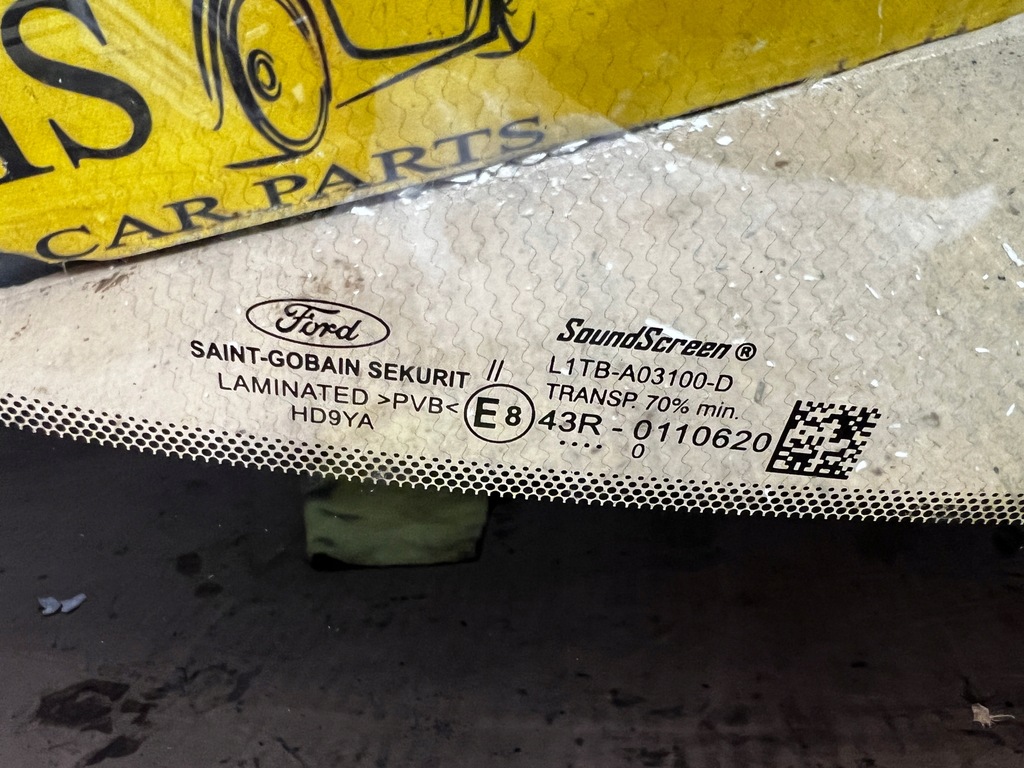 CAR PARTS
Ford
SAINT-GOBAIN SEKURIT //
LAMINATED >PVB<
HD9YA
E8
SoundScreen ®
L1TB-A03100-D
TRANSP. 70% min.
43R - 0110620
.... 0